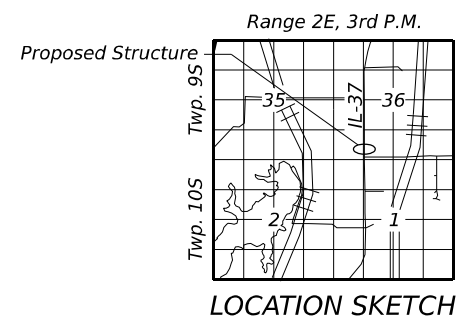 Range 2E, 3rd P.M.
Proposed Structure
Twp. 9S
35
IL-37
36
Twp. 10S
2
1
LOCATION SKETCH